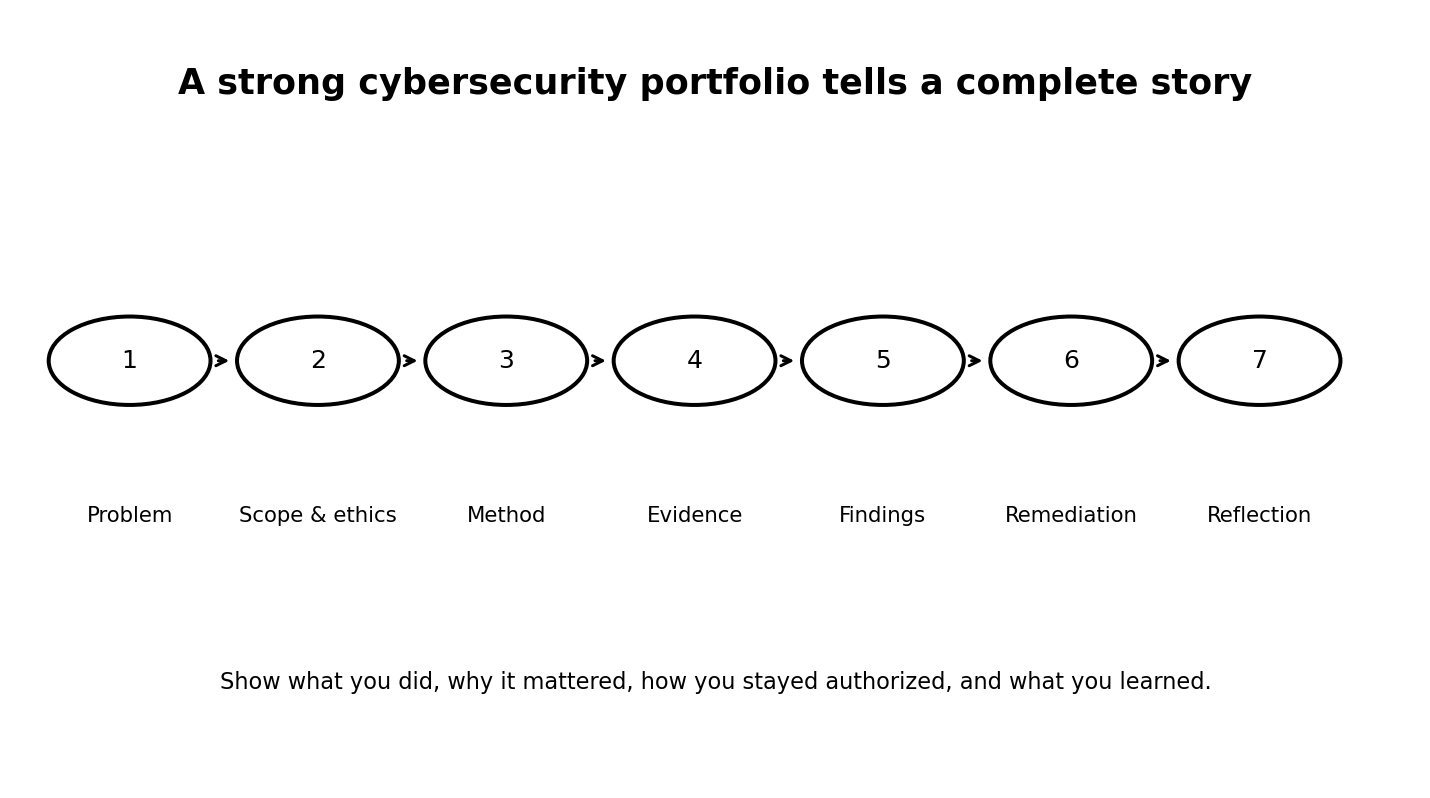 A strong cybersecurity portfolio tells a complete story
1 2 3 4 5 6 7
Problem Scope & ethics Method Evidence Findings Remediation Reflection
Show what you did, why it mattered, how you stayed authorized, and what you learned.